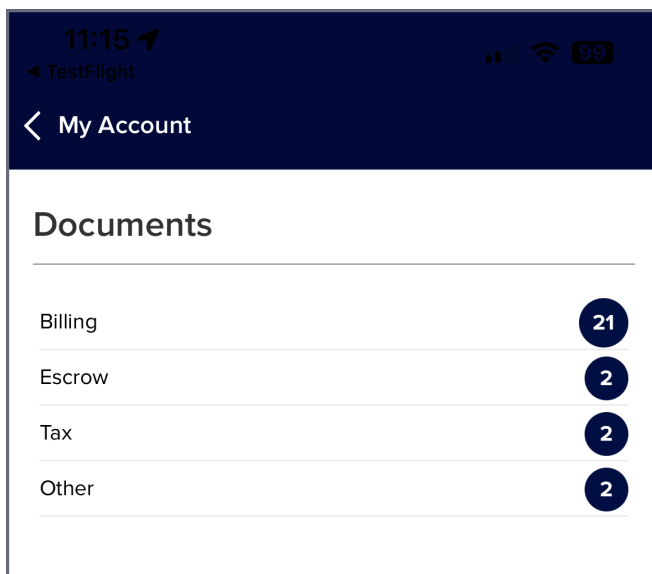 11:15
◀ TestFlight
99
My Account
Documents
Billing 21
Escrow 2
Tax 2
Other 2